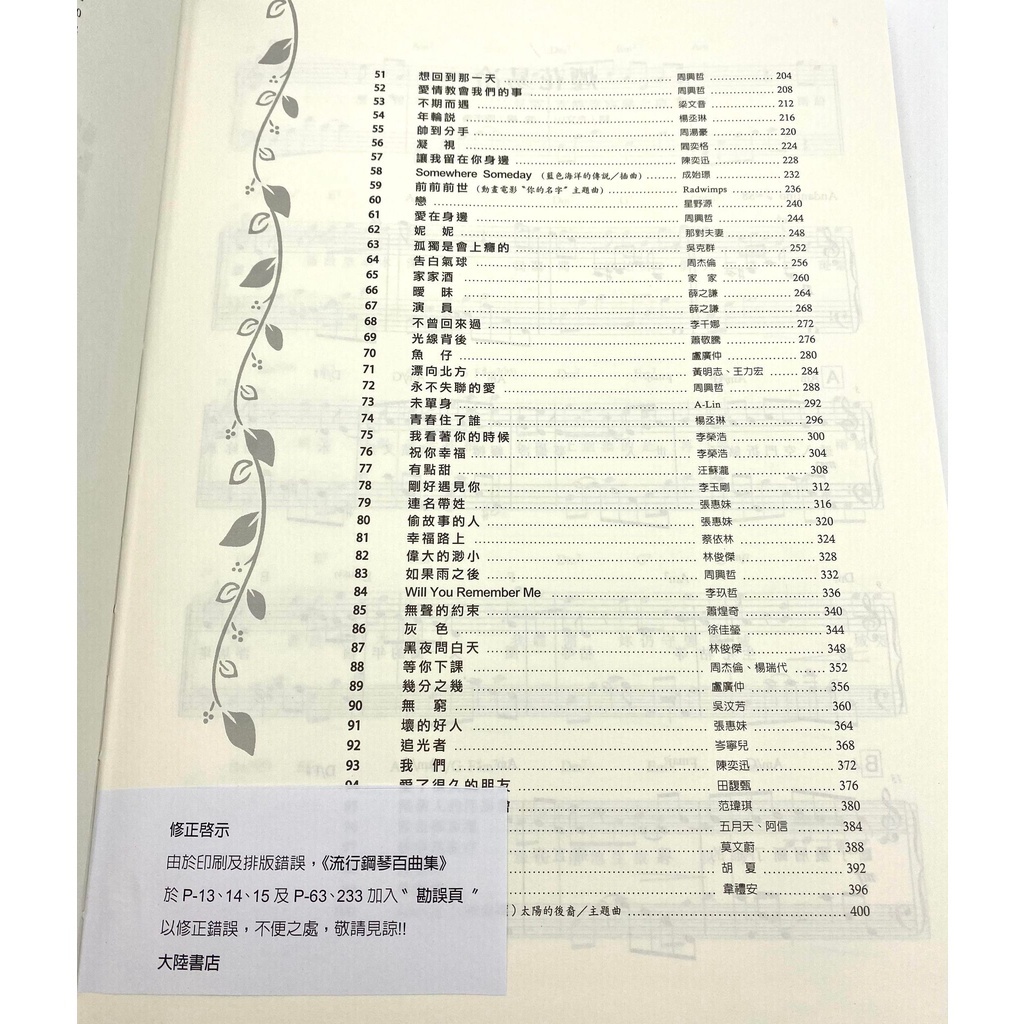 51 想回到那一天 周興哲 204
52 愛情教會我們的事 周興哲 208
53 不期而遇 梁文音 212
54 年輪説 楊丞琳 216
55 帥到分手 周湯豪 220
56 凝 視 閻奕格 224
57 讓我留在你身邊 陳奕迅 228
58 Somewhere Someday (藍色海洋的傳說／插曲) 成始璟 232
59 前前前世 (動畫電影〝你的名字〞主題曲) Radwimps 236
60 戀 星野源 240
61 愛在身邊 周興哲 244
62 妮 妮 那對夫妻 248
63 孤獨是會上癮的 吳克群 252
64 告白氣球 周杰倫 256
65 家家酒 家 家 260
66 曖 昧 薛之謙 264
67 演 員 薛之謙 268
68 不曾回來過 李千娜 272
69 光線背後 蕭敬騰 276
70 魚 仔 盧廣仲 280
71 漂向北方 黃明志、王力宏 284
72 永不失聯的愛 周興哲 288
73 未單身 A-Lin 292
74 青春住了誰 楊丞琳 296
75 我看著你的時候 李榮浩 300
76 祝你幸福 李榮浩 304
77 有點甜 汪蘇瀧 308
78 剛好遇見你 李玉剛 312
79 連名帶姓 張惠妹 316
80 偷故事的人 張惠妹 320
81 幸福路上 蔡依林 324
82 偉大的渺小 林俊傑 328
83 如果雨之後 周興哲 332
84 Will You Remember Me 李玖哲 336
85 無聲的約束 蕭煌奇 340
86 灰 色 徐佳瑩 344
87 黑夜問白天 林俊傑 348
88 等你下課 周杰倫、楊瑞代 352
89 幾分之幾 盧廣仲 356
90 無 窮 吳汶芳 360
91 壞的好人 張惠妹 364
92 追光者 岑寧兒 368
93 我 們 陳奕迅 372
94 愛了很久的朋友 田馥甄 376
范瑋琪 380
五月天、阿信 384
莫文蔚 388
胡 夏 392
韋禮安 396
) 太陽的後裔／主題曲 400
修正啓示
由於印刷及排版錯誤，《流行鋼琴百曲集》
於 P-13、14、15 及 P-63、233 加入〝勘誤頁〞
以修正錯誤，不便之處，敬請見諒!!
大陸書店